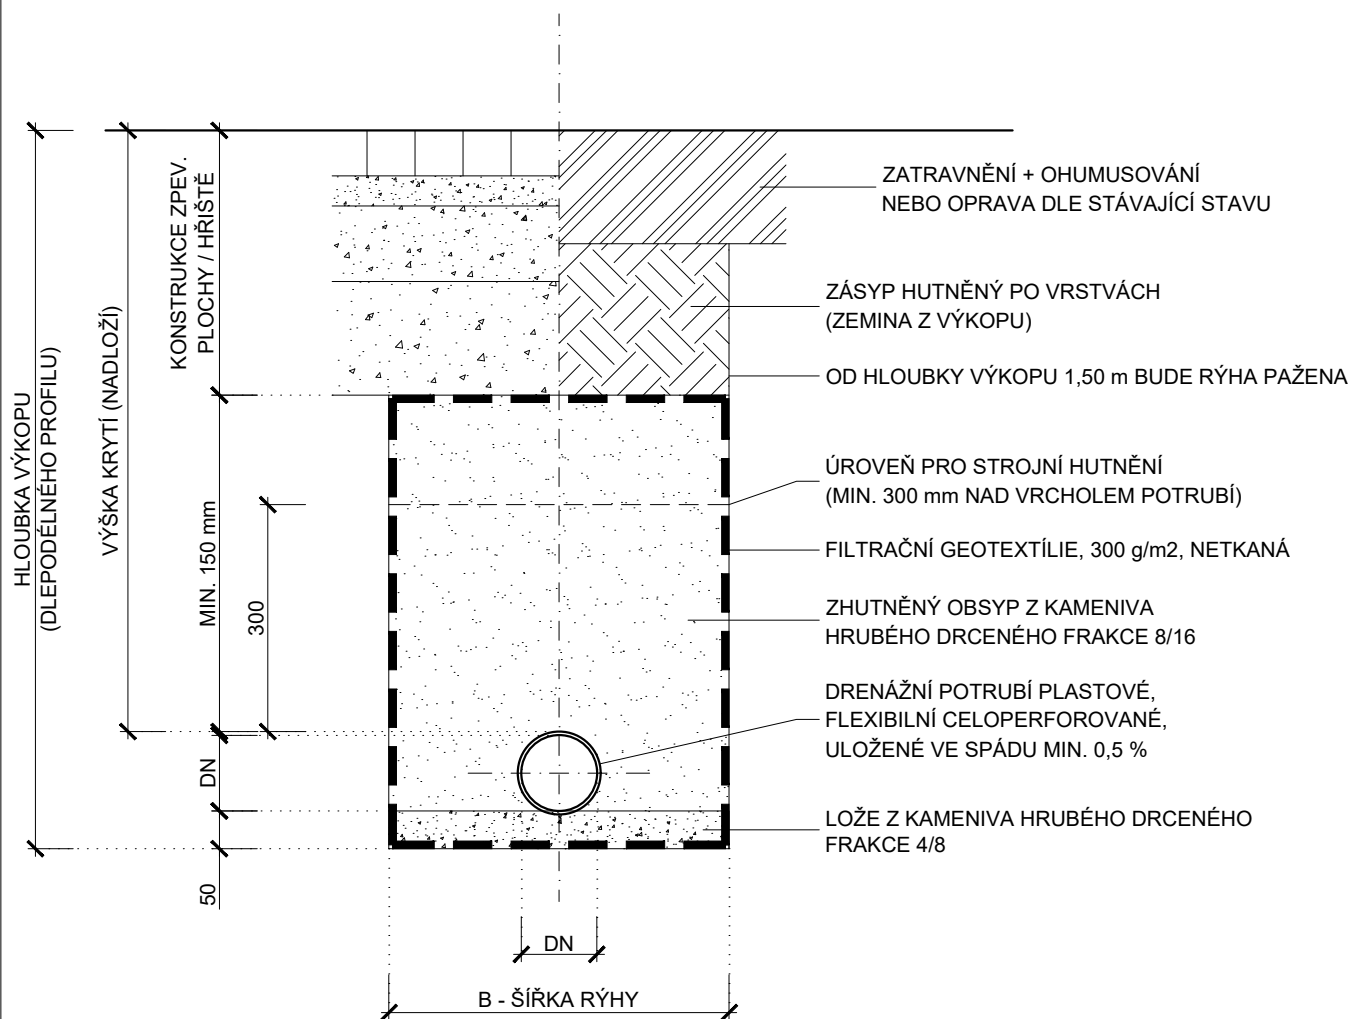 ZATRAVNĚNÍ + OHUMUSOVÁNÍ
NEBO OPRAVA DLE STÁVAJÍCÍ STAVU
ZÁSYP HUTNĚNÝ PO VRSTVÁCH
(ZEMINA Z VÝKOPU)
OD HLOUBKY VÝKOPU 1,50 m BUDE RÝHA PAŽENA
ÚROVEŇ PRO STROJNÍ HUTNĚNÍ
(MIN. 300 mm NAD VRCHOLEM POTRUBÍ)
FILTRAČNÍ GEOTEXTÍLIE, 300 g/m2, NETKANÁ
ZHUTNĚNÝ OBSYP Z KAMENIVA
HRUBÉHO DRCENÉHO FRAKCE 8/16
DRENÁŽNÍ POTRUBÍ PLASTOVÉ,
FLEXIBILNÍ CELOPERFOROVANÉ,
ULOŽENÉ VE SPÁDU MIN. 0,5 %
LOŽE Z KAMENIVA HRUBÉHO DRCENÉHO
FRAKCE 4/8
HLOUBKA VÝKOPU
(DLEPODÉLNÉHO PROFILU)
VÝŠKA KRYTÍ (NADLOŽÍ)
KONSTRUKCE ZPEV.
PLOCHY / HŘIŠTĚ
MIN. 150 mm
300
DN
50
DN
B - ŠÍŘKA RÝHY